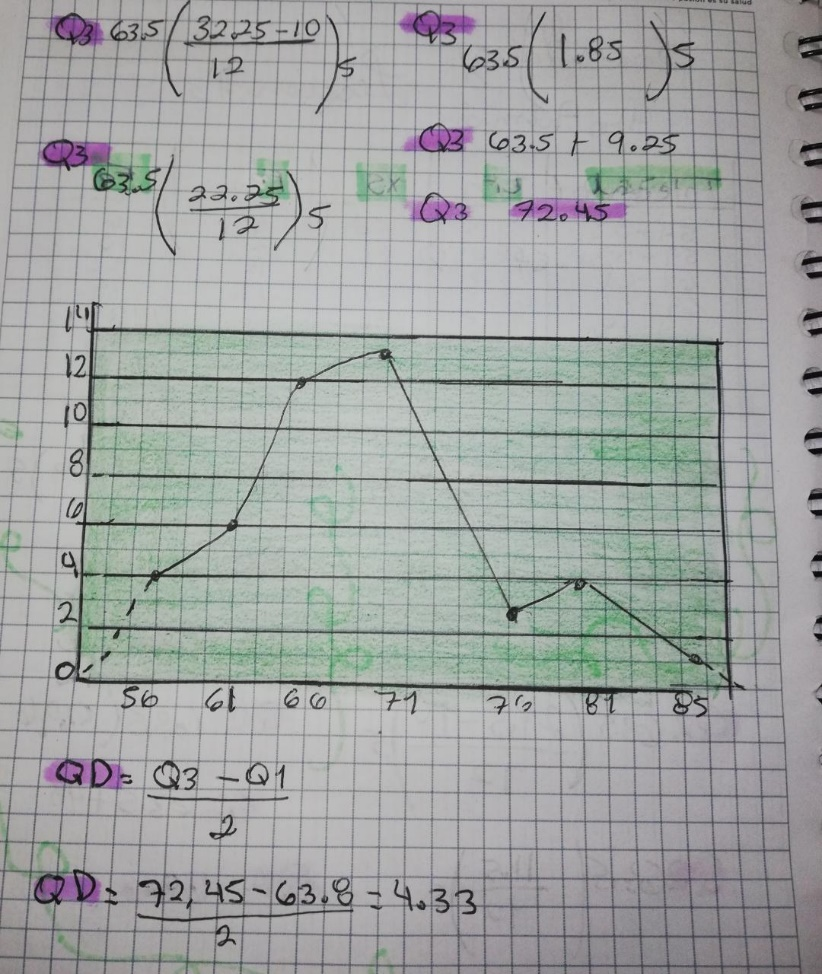 Q3 63.5 ( 32.25-10 / 12 ) 5
Q3 63.5 ( 1.85 ) 5
Q3 63.5 ( 22.25 / 12 ) 5
Q3 63.5 + 9.25
Q3 72.45
14
12
10
8
6
4
2
0
56 61 66 71 76 81 85
QD = Q3 - Q1 / 2
QD = 72,45 - 63.8 / 2 = 4.33